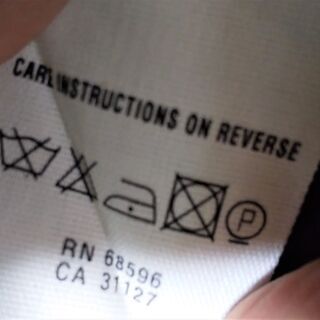 CARE INSTRUCTIONS ON REVERSE
P
RN 68596
CA 31127